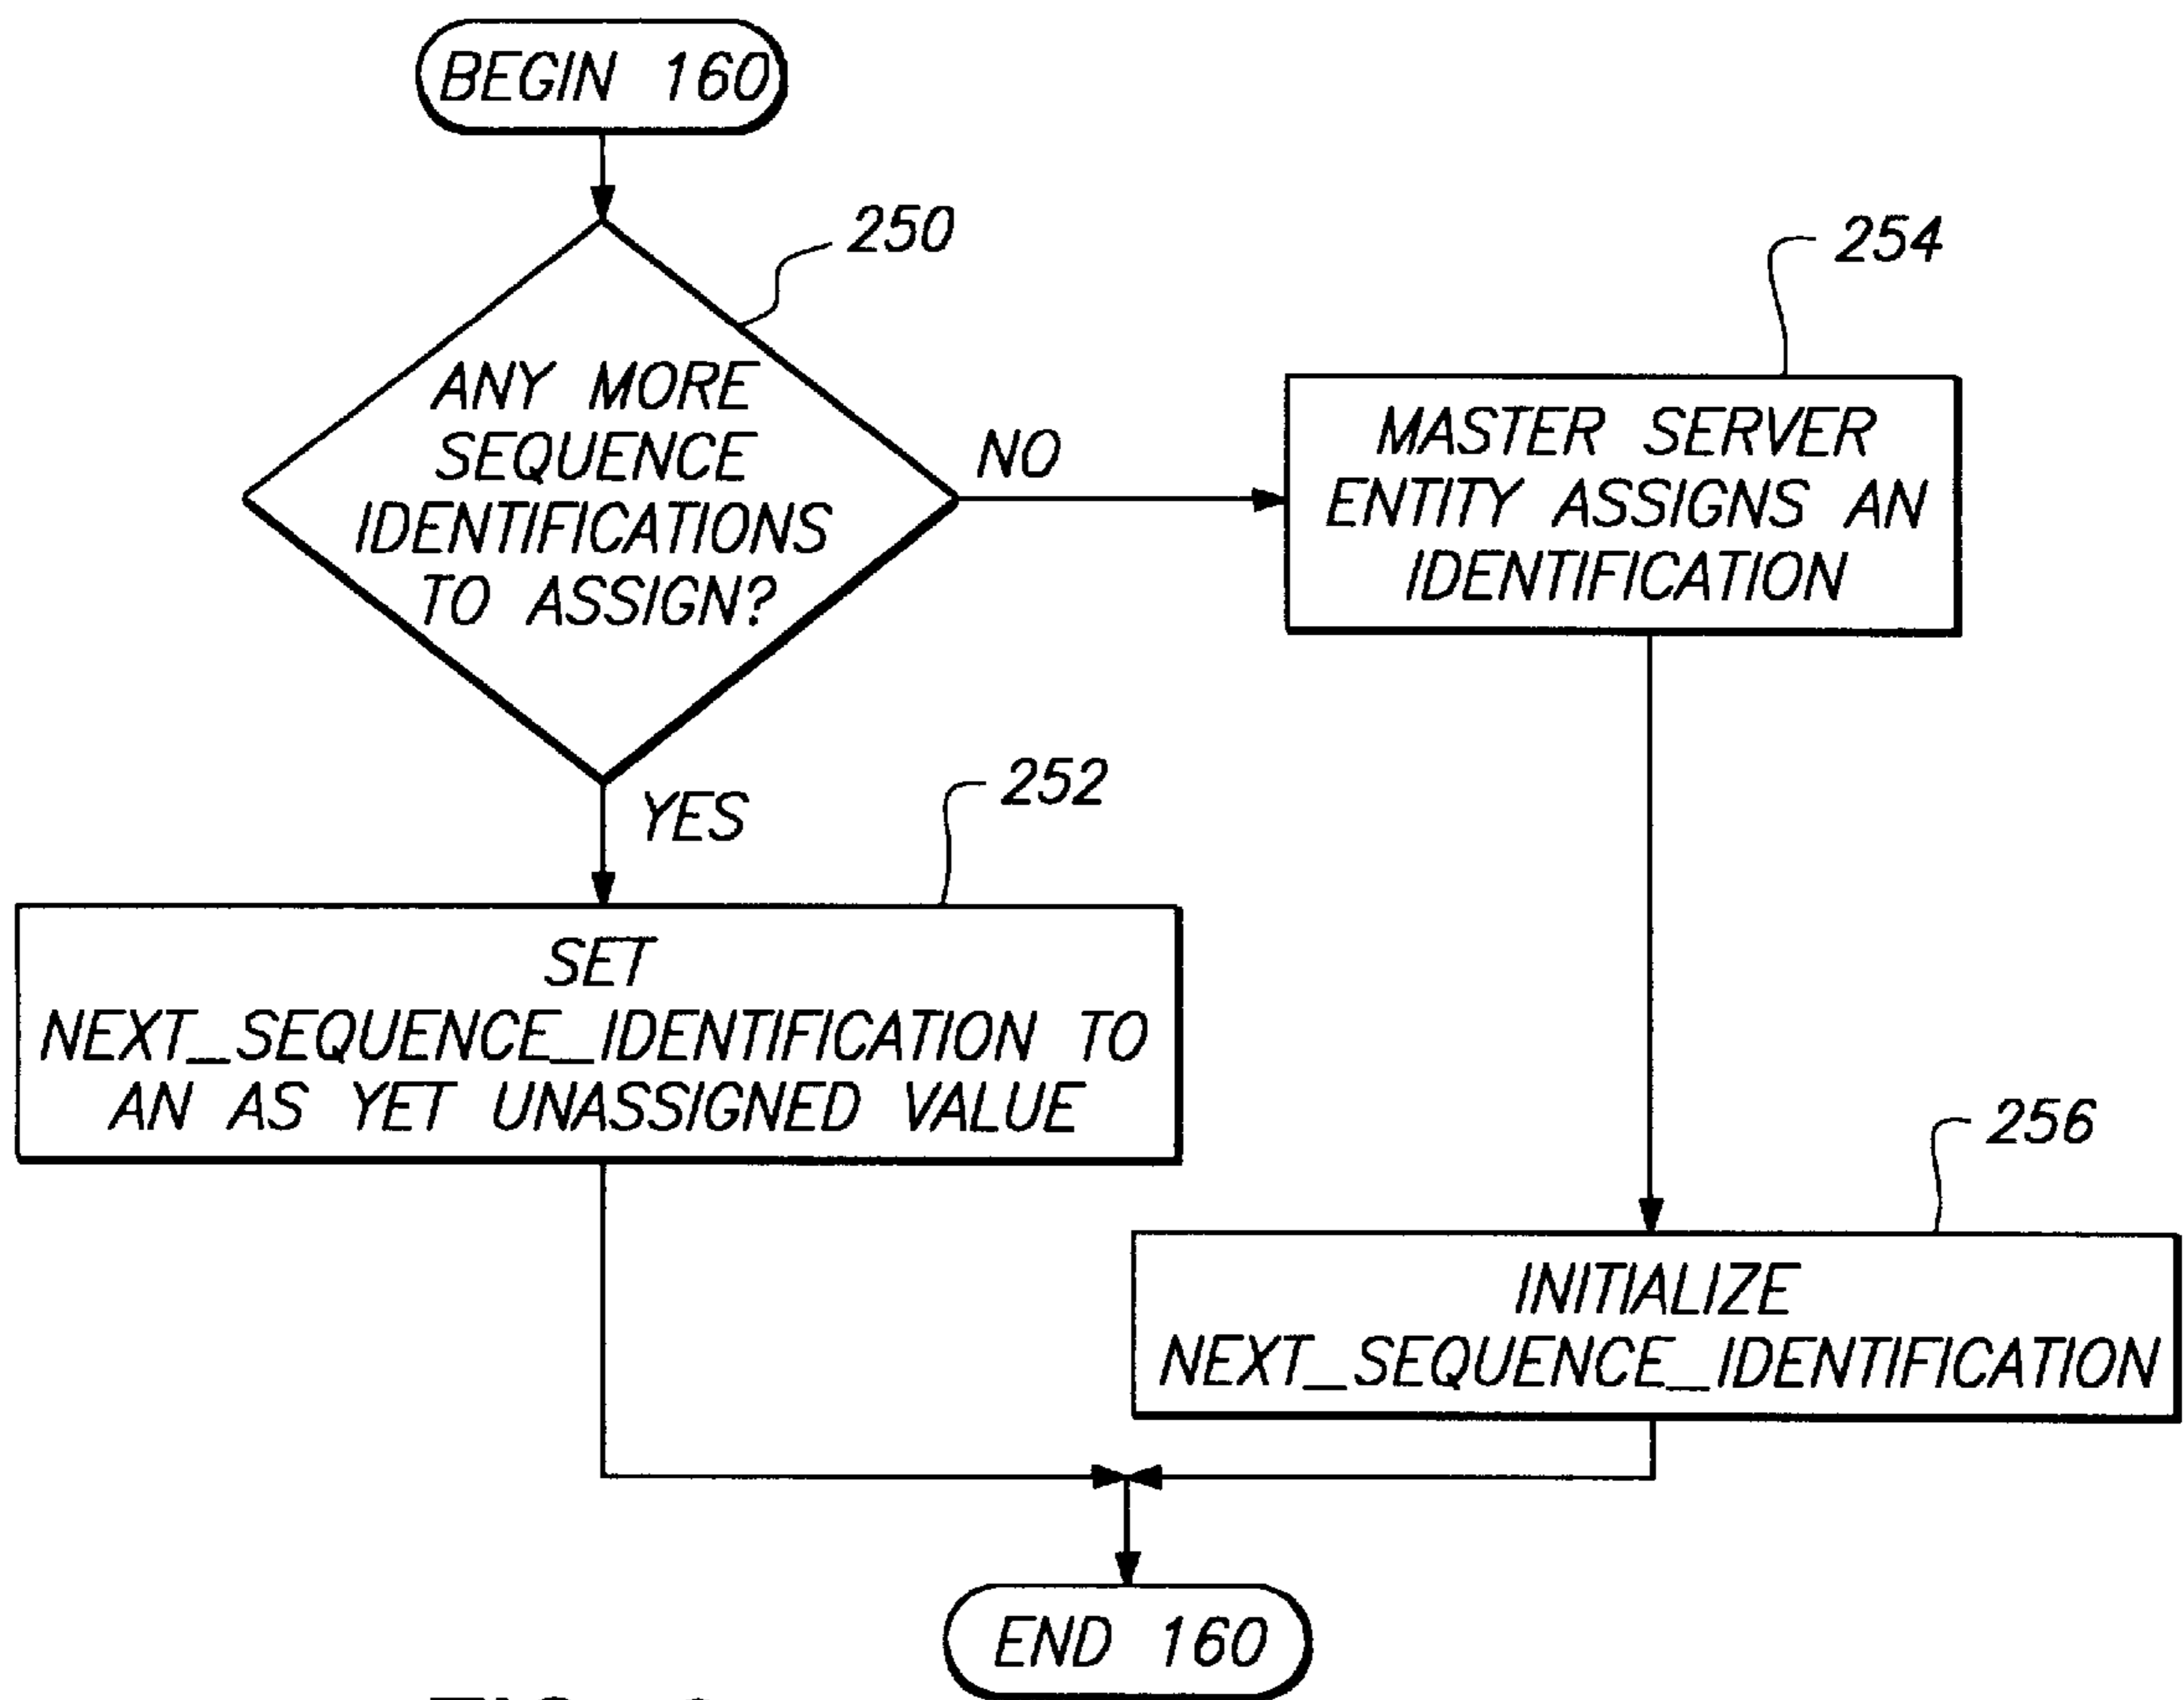 BEGIN 160
250
ANY MORE
SEQUENCE
IDENTIFICATIONS
TO ASSIGN?
NO
254
MASTER SERVER
ENTITY ASSIGNS AN
IDENTIFICATION
YES
252
SET
NEXT_SEQUENCE_IDENTIFICATION TO
AN AS YET UNASSIGNED VALUE
256
INITIALIZE
NEXT_SEQUENCE_IDENTIFICATION
END 160